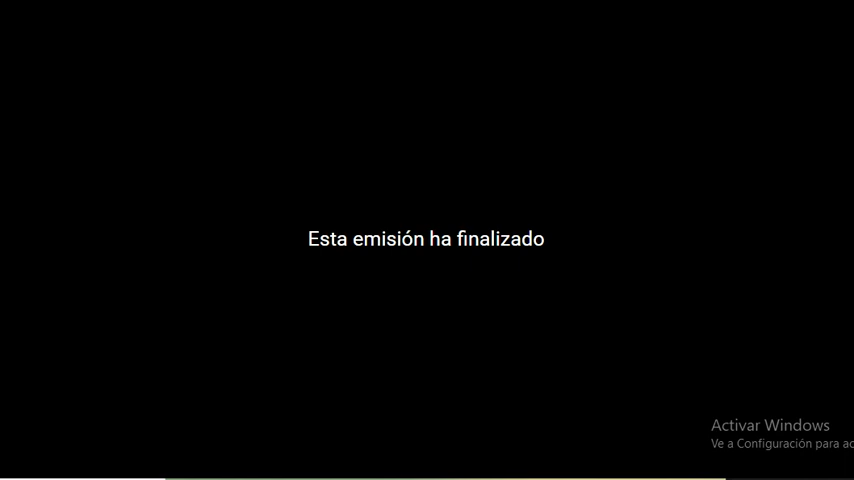 Esta emisión ha finalizado
Activar Windows
Ve a Configuración para